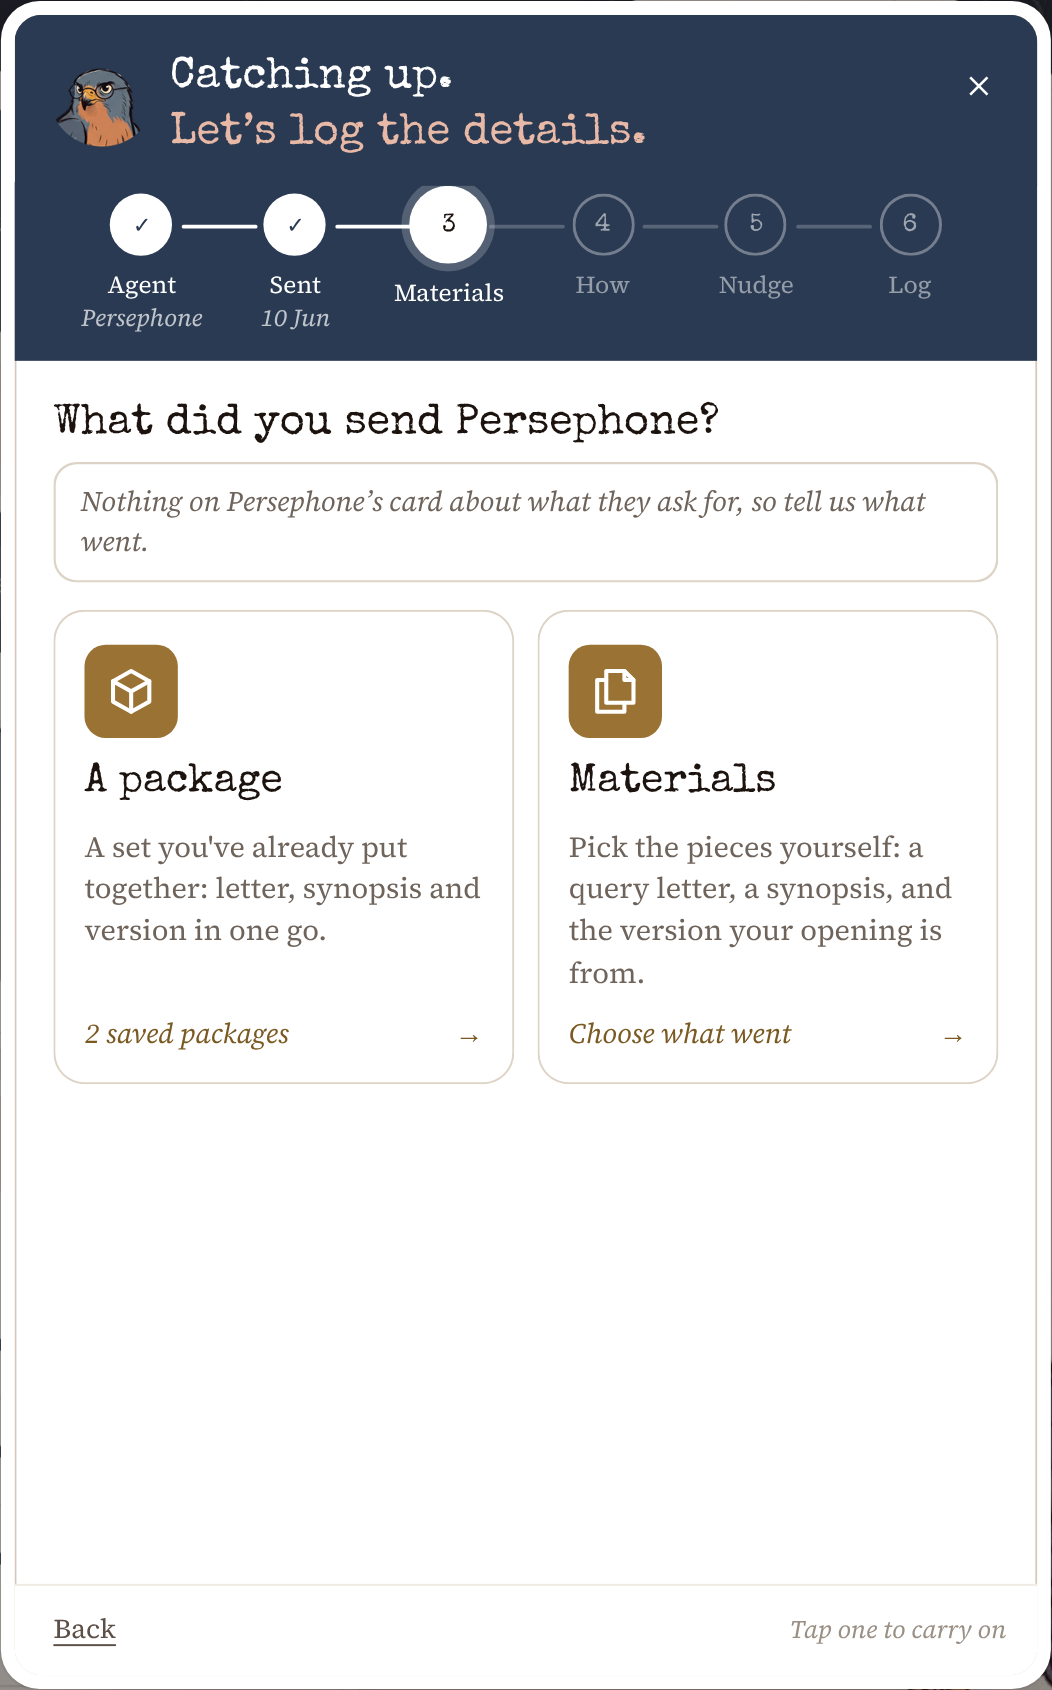 Catching up.
Let’s log the details.
✓
✓
3
4
5
6
Agent
Sent
Materials
How
Nudge
Log
Persephone
10 Jun
What did you send Persephone?
Nothing on Persephone’s card about what they ask for, so tell us what
went.
A package
A set you've already put
together: letter, synopsis and
version in one go.
2 saved packages →
Materials
Pick the pieces yourself: a
query letter, a synopsis, and
the version your opening is
from.
Choose what went →
Back
Tap one to carry on